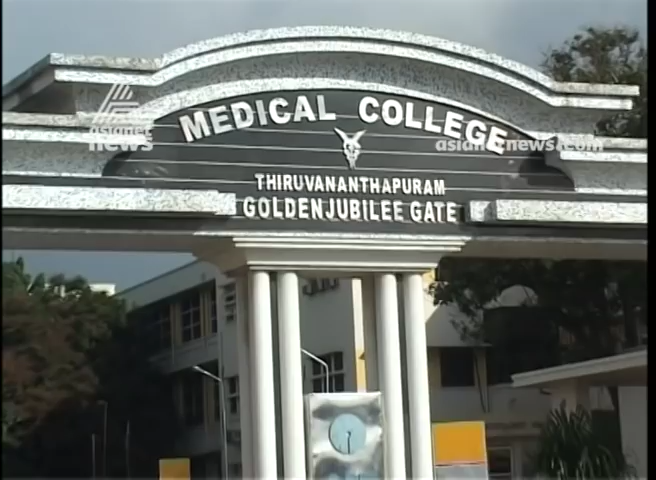 MEDICAL COLLEGE
asianet
news
asianetnews.com
THIRUVANANTHAPURAM
GOLDENJUBILEE GATE